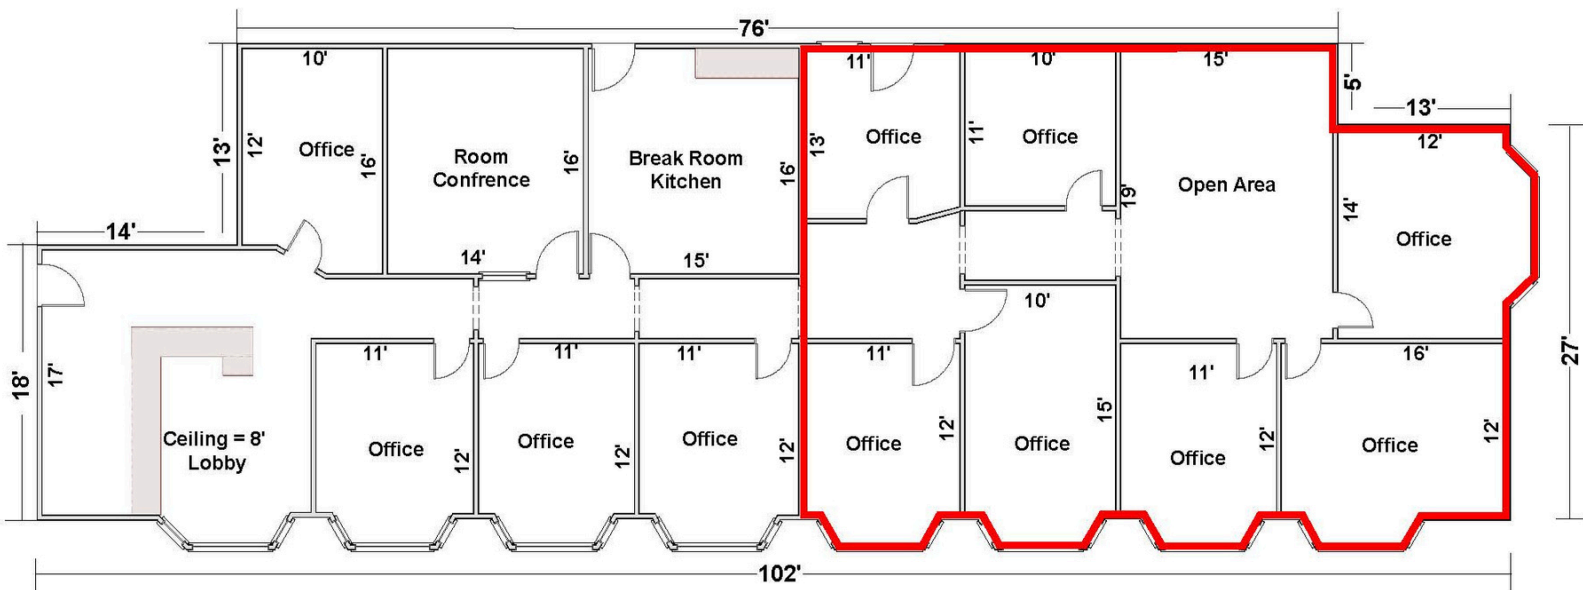 76'
10'
11'
10'
15'
5'
13'
13'
12'
Office
16'
Room
Confrence
16'
Break Room
Kitchen
16'
13'
Office
11'
Office
19'
Open Area
12'
14'
Office
27'
14'
14'
15'
10'
18'
17'
11'
11'
11'
11'
11'
16'
Ceiling = 8'
Lobby
Office
12'
Office
12'
Office
12'
Office
12'
Office
15'
Office
12'
Office
12'
102'